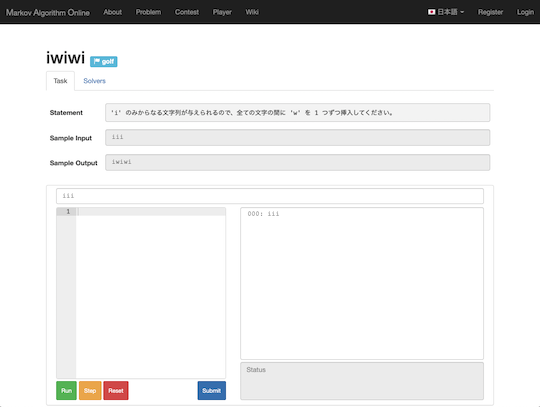 Markov Algorithm Online About Problem Contest Player Wiki 日本語 Register Login
iwiwi golf
Task Solvers
Statement 'i' のみからなる文字列が与えられるので、全ての文字の間に 'w' を 1 つずつ挿入してください。
Sample Input iii
Sample Output iwiwi
iii
1
000: iii
Status
Run Step Reset Submit